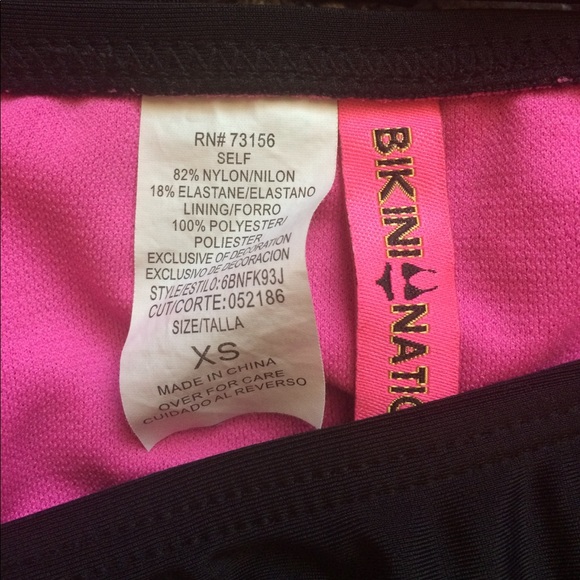 RN# 73156
SELF
82% NYLON/NILON
18% ELASTANE/ELASTANO
LINING/FORRO
100% POLYESTER/
POLIESTER
EXCLUSIVE OF DECORATION
EXCLUSIVO DE DECORACION
STYLE/ESTILO: 6BNFK93J
CUT/CORTE: 052186
SIZE/TALLA
XS
MADE IN CHINA
OVER FOR CARE
CUIDADO AL REVERSO
BIKINI NATIO